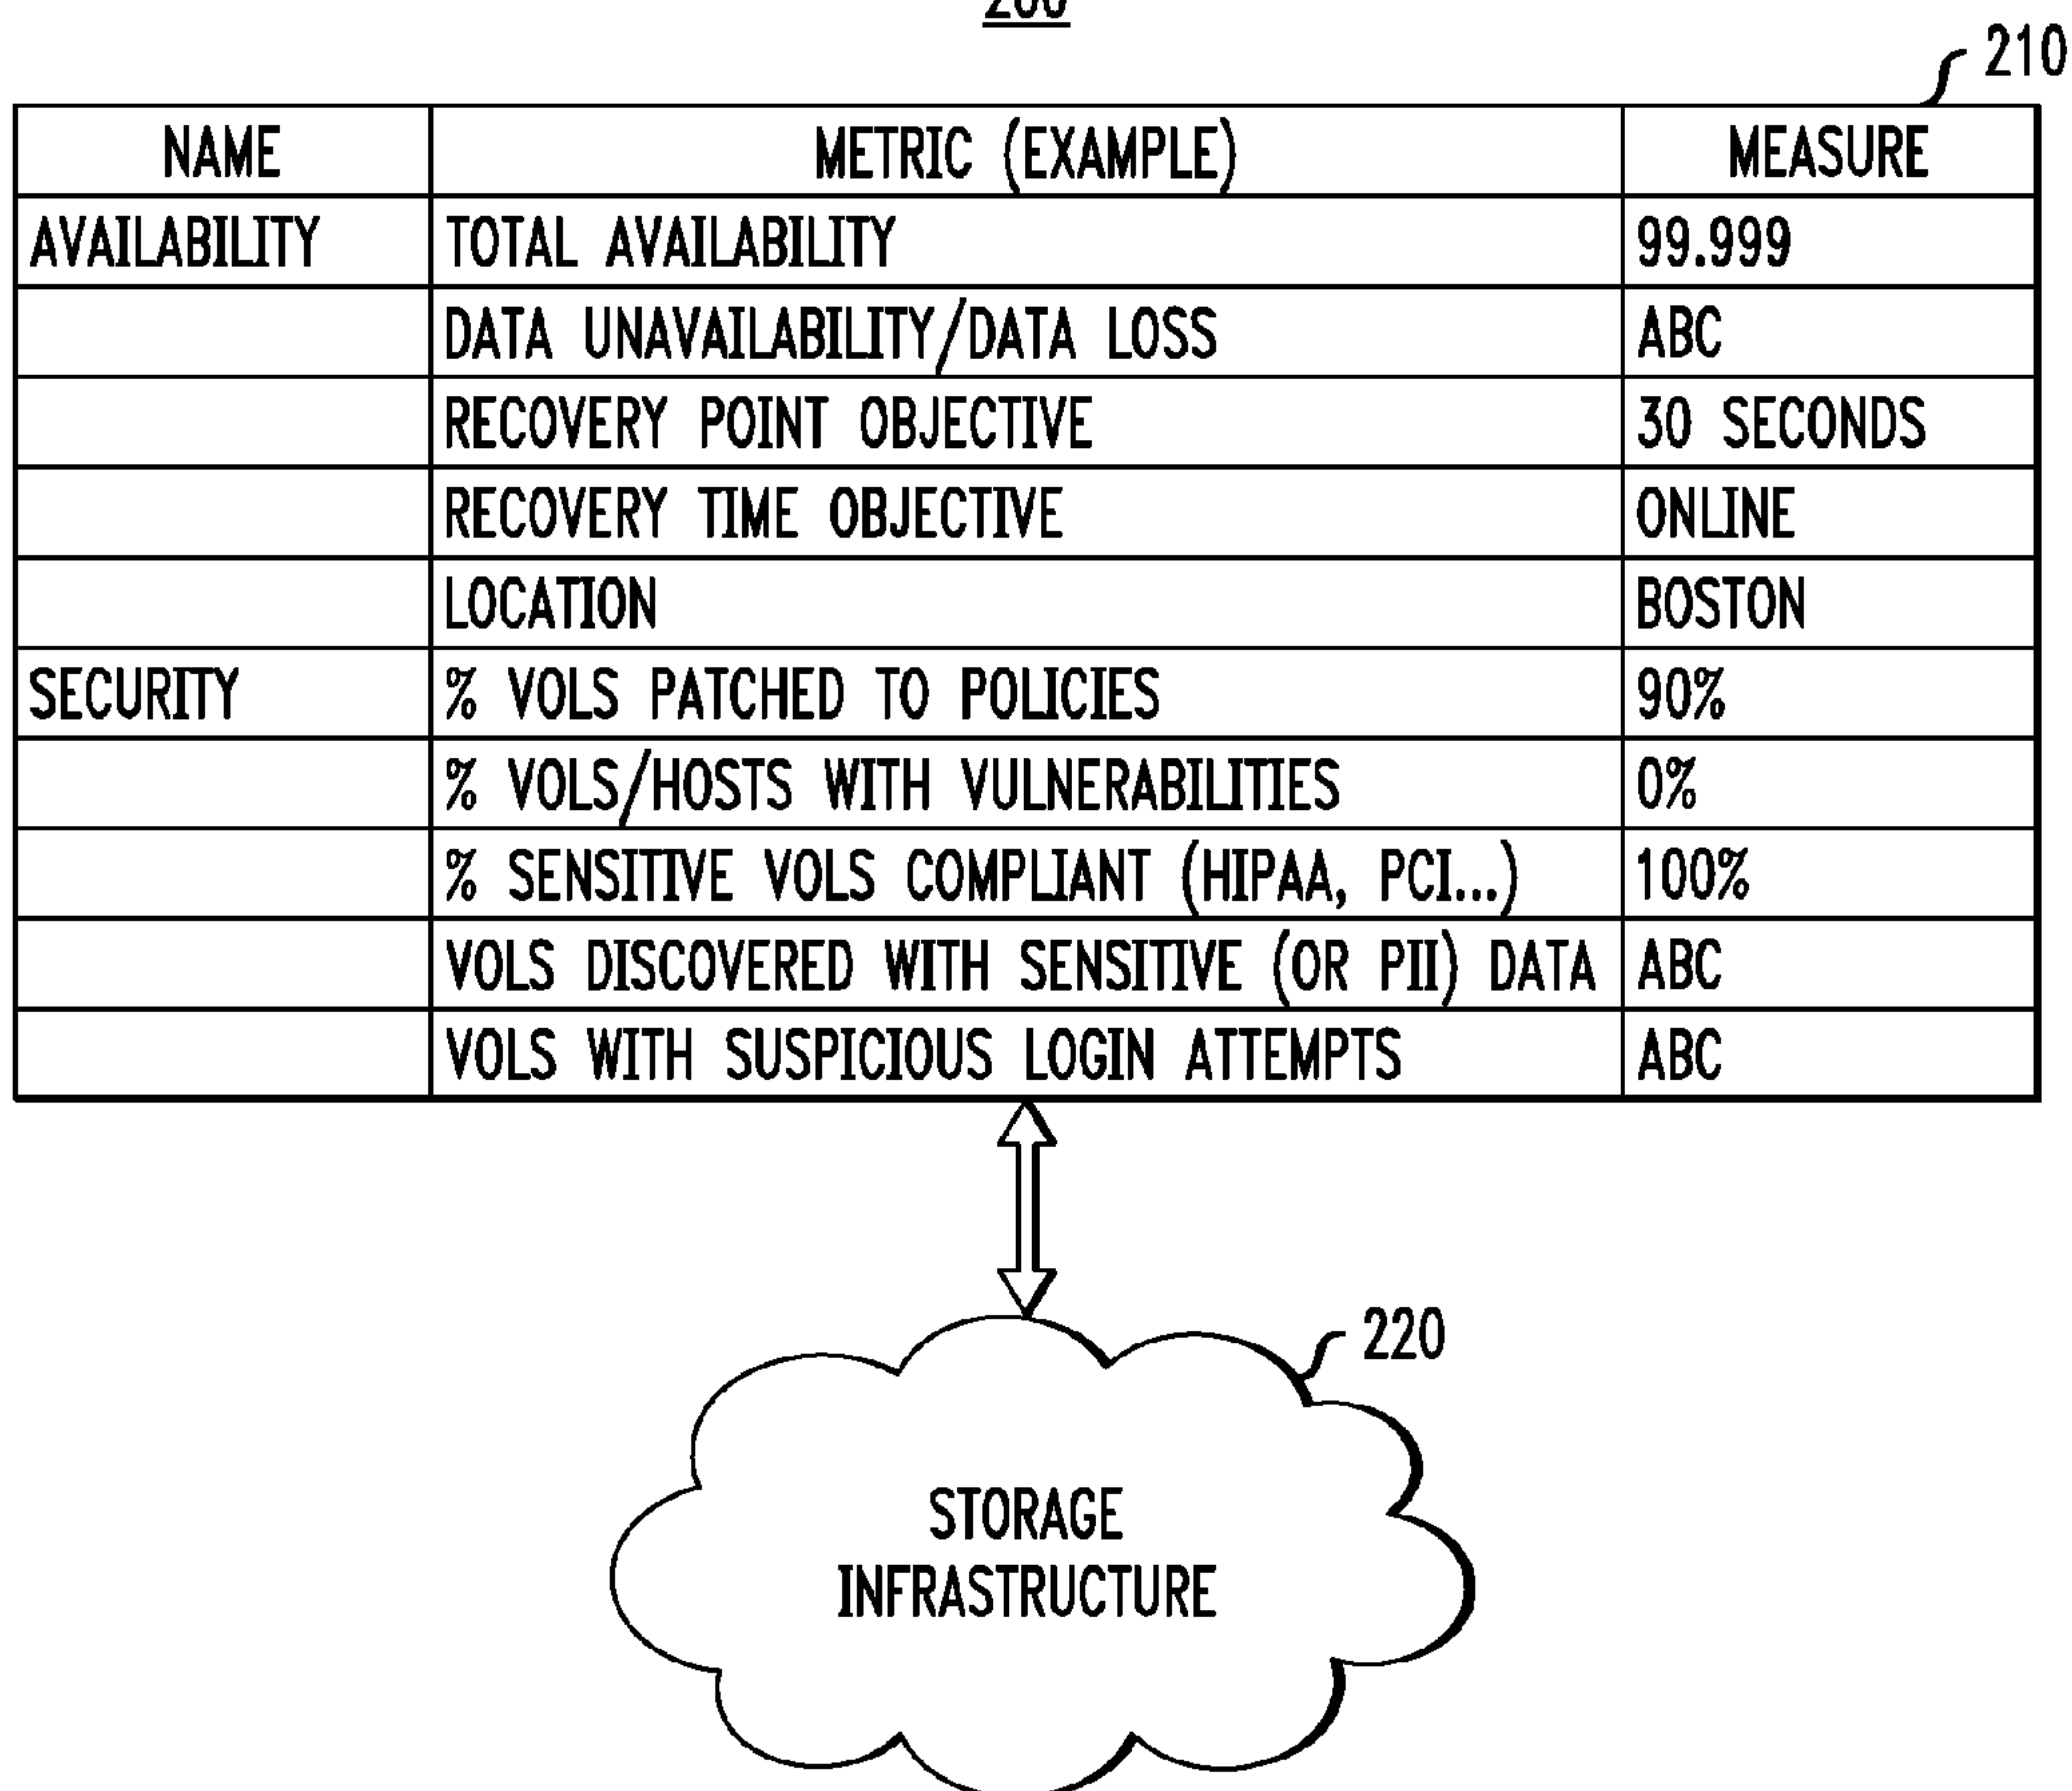 200
210
NAME METRIC (EXAMPLE) MEASURE
AVAILABILITY TOTAL AVAILABILITY 99.999
DATA UNAVAILABILITY/DATA LOSS ABC
RECOVERY POINT OBJECTIVE 30 SECONDS
RECOVERY TIME OBJECTIVE ONLINE
LOCATION BOSTON
SECURITY % VOLS PATCHED TO POLICIES 90%
% VOLS/HOSTS WITH VULNERABILITIES 0%
% SENSITIVE VOLS COMPLIANT (HIPAA, PCI...) 100%
VOLS DISCOVERED WITH SENSITIVE (OR PII) DATA ABC
VOLS WITH SUSPICIOUS LOGIN ATTEMPTS ABC
220
STORAGE
INFRASTRUCTURE